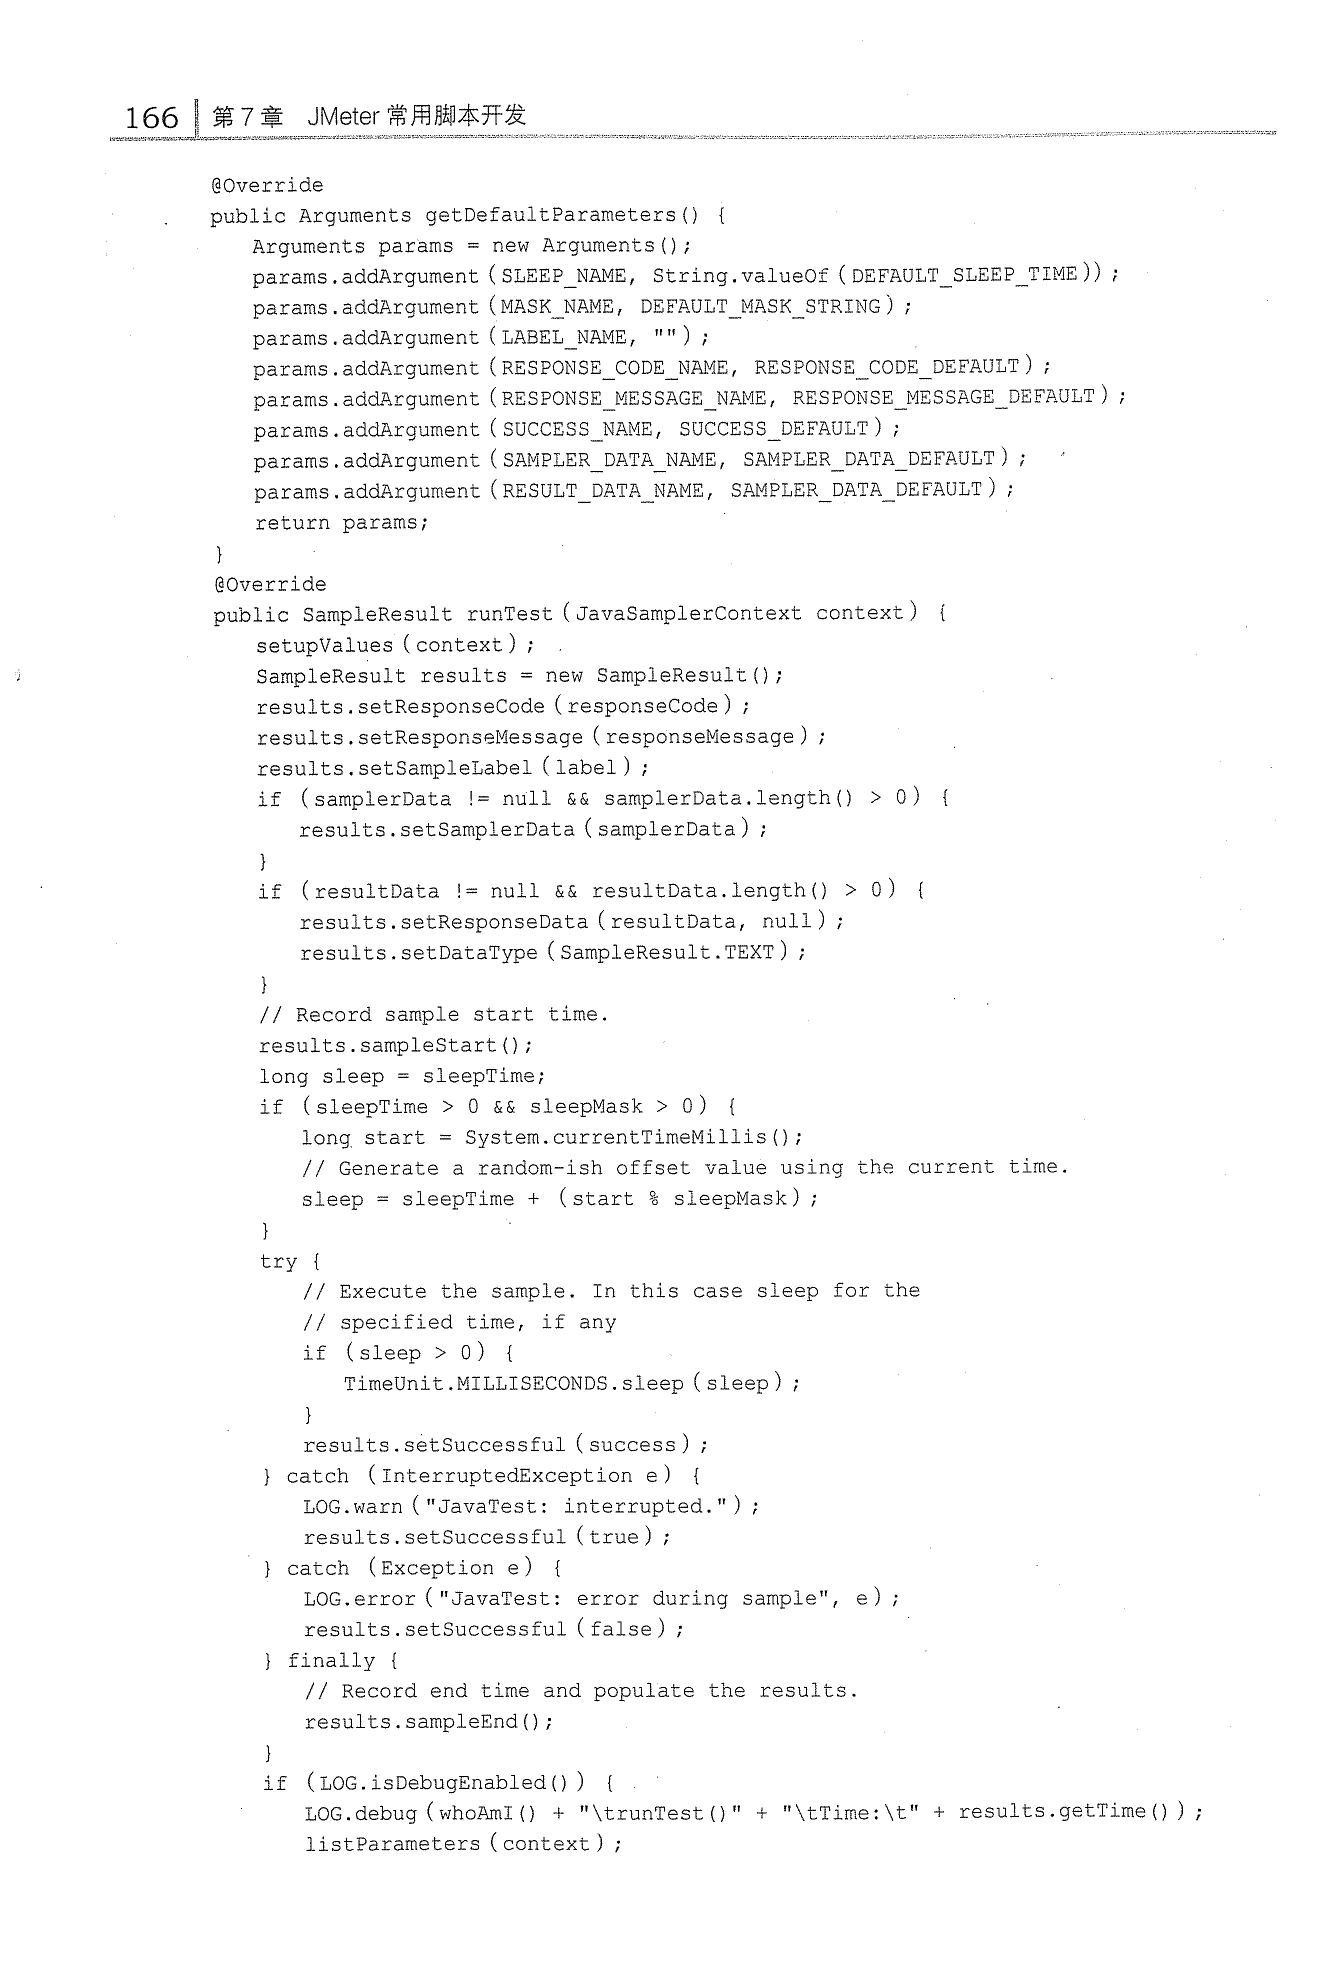 166 第7章 JMeter 常用脚本开发
@Override
public Arguments getDefaultParameters() {
Arguments params = new Arguments();
params.addArgument(SLEEP_NAME, String.valueOf(DEFAULT_SLEEP_TIME));
params.addArgument(MASK_NAME, DEFAULT_MASK_STRING);
params.addArgument(LABEL_NAME, "");
params.addArgument(RESPONSE_CODE_NAME, RESPONSE_CODE_DEFAULT);
params.addArgument(RESPONSE_MESSAGE_NAME, RESPONSE_MESSAGE_DEFAULT);
params.addArgument(SUCCESS_NAME, SUCCESS_DEFAULT);
params.addArgument(SAMPLER_DATA_NAME, SAMPLER_DATA_DEFAULT);
params.addArgument(RESULT_DATA_NAME, SAMPLER_DATA_DEFAULT);
return params;
}
@Override
public SampleResult runTest(JavaSamplerContext context) {
setupValues(context);
SampleResult results = new SampleResult();
results.setResponseCode(responseCode);
results.setResponseMessage(responseMessage);
results.setSampleLabel(label);
if (samplerData != null && samplerData.length() > 0) {
results.setSamplerData(samplerData);
}
if (resultData != null && resultData.length() > 0) {
results.setResponseData(resultData, null);
results.setDataType(SampleResult.TEXT);
}
// Record sample start time.
results.sampleStart();
long sleep = sleepTime;
if (sleepTime > 0 && sleepMask > 0) {
long start = System.currentTimeMillis();
// Generate a random-ish offset value using the current time.
sleep = sleepTime + (start % sleepMask);
}
try {
// Execute the sample. In this case sleep for the
// specified time, if any
if (sleep > 0) {
TimeUnit.MILLISECONDS.sleep(sleep);
}
results.setSuccessful(success);
} catch (InterruptedException e) {
LOG.warn("JavaTest: interrupted.");
results.setSuccessful(true);
} catch (Exception e) {
LOG.error("JavaTest: error during sample", e);
results.setSuccessful(false);
} finally {
// Record end time and populate the results.
results.sampleEnd();
}
if (LOG.isDebugEnabled()) {
LOG.debug(whoAmI() + "\trunTest()" + "\tTime:\t" + results.getTime());
listParameters(context);